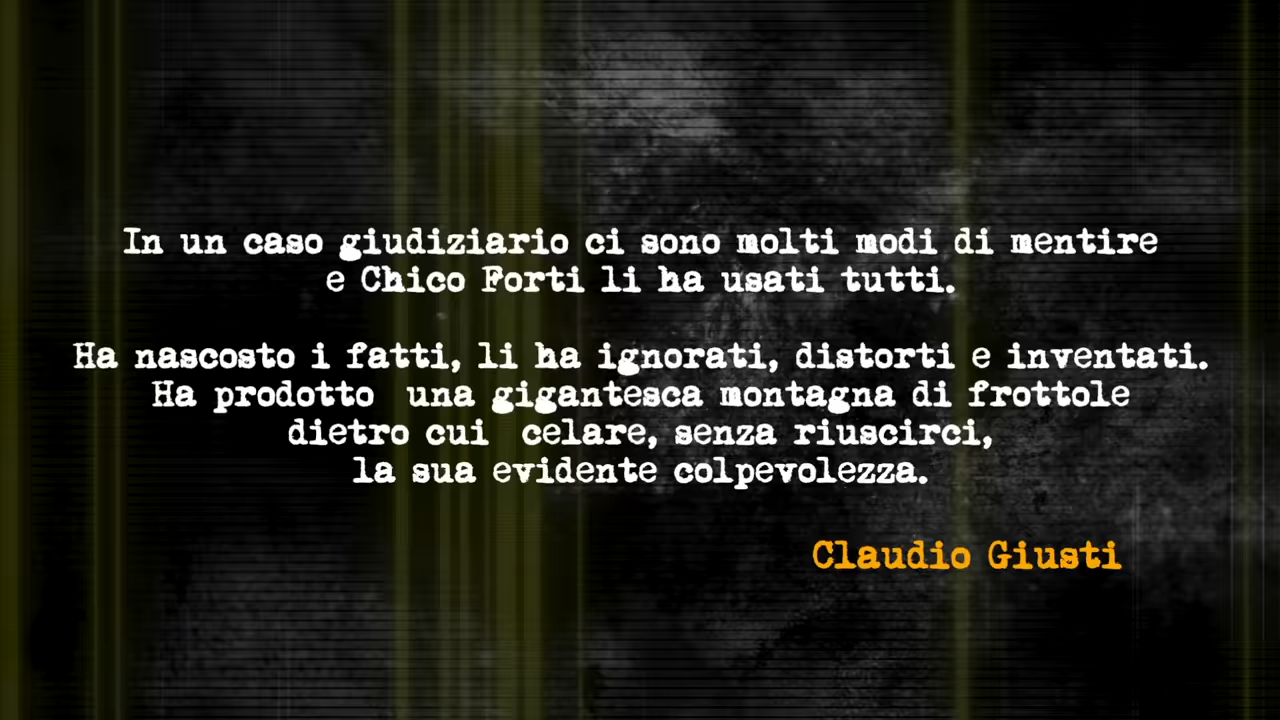 In un caso giudiziario ci sono molti modi di mentire
e Chico Forti li ha usati tutti.
Ha nascosto i fatti, li ha ignorati, distorti e inventati.
Ha prodotto  una gigantesca montagna di frottole
dietro cui  celare, senza riuscirci,
la sua evidente colpevolezza.
Claudio Giusti